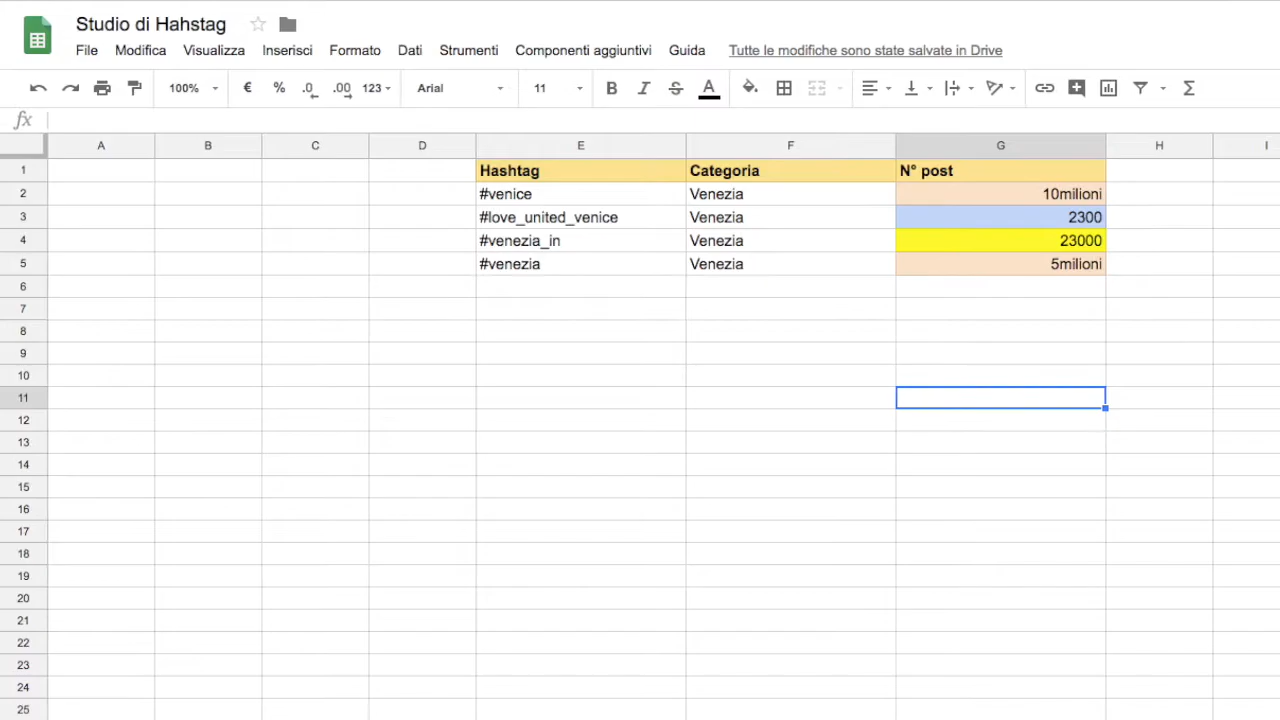 Studio di Hahstag
File Modifica Visualizza Inserisci Formato Dati Strumenti Componenti aggiuntivi Guida Tutte le modifiche sono state salvate in Drive
100% € % .0 .00 123 Arial 11 B I S A Σ
fx
A B C D E F G H I
1 Hashtag Categoria N° post
2 #venice Venezia 10milioni
3 #love_united_venice Venezia 2300
4 #venezia_in Venezia 23000
5 #venezia Venezia 5milioni
6
7
8
9
10
11
12
13
14
15
16
17
18
19
20
21
22
23
24
25